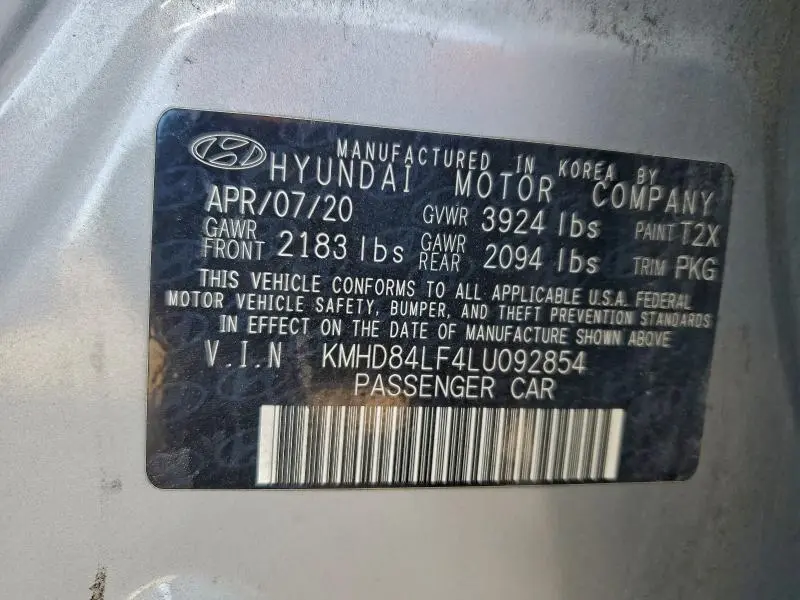 MANUFACTURED IN KOREA BY
HYUNDAI MOTOR COMPANY
APR/07/20 GVWR 3924 lbs PAINT T2X
GAWR FRONT 2183 lbs GAWR REAR 2094 lbs TRIM PKG
THIS VEHICLE CONFORMS TO ALL APPLICABLE U.S.A. FEDERAL
MOTOR VEHICLE SAFETY, BUMPER, AND THEFT PREVENTION STANDARDS
IN EFFECT ON THE DATE OF MANUFACTURE SHOWN ABOVE
V.I.N KMHD84LF4LU092854
PASSENGER CAR